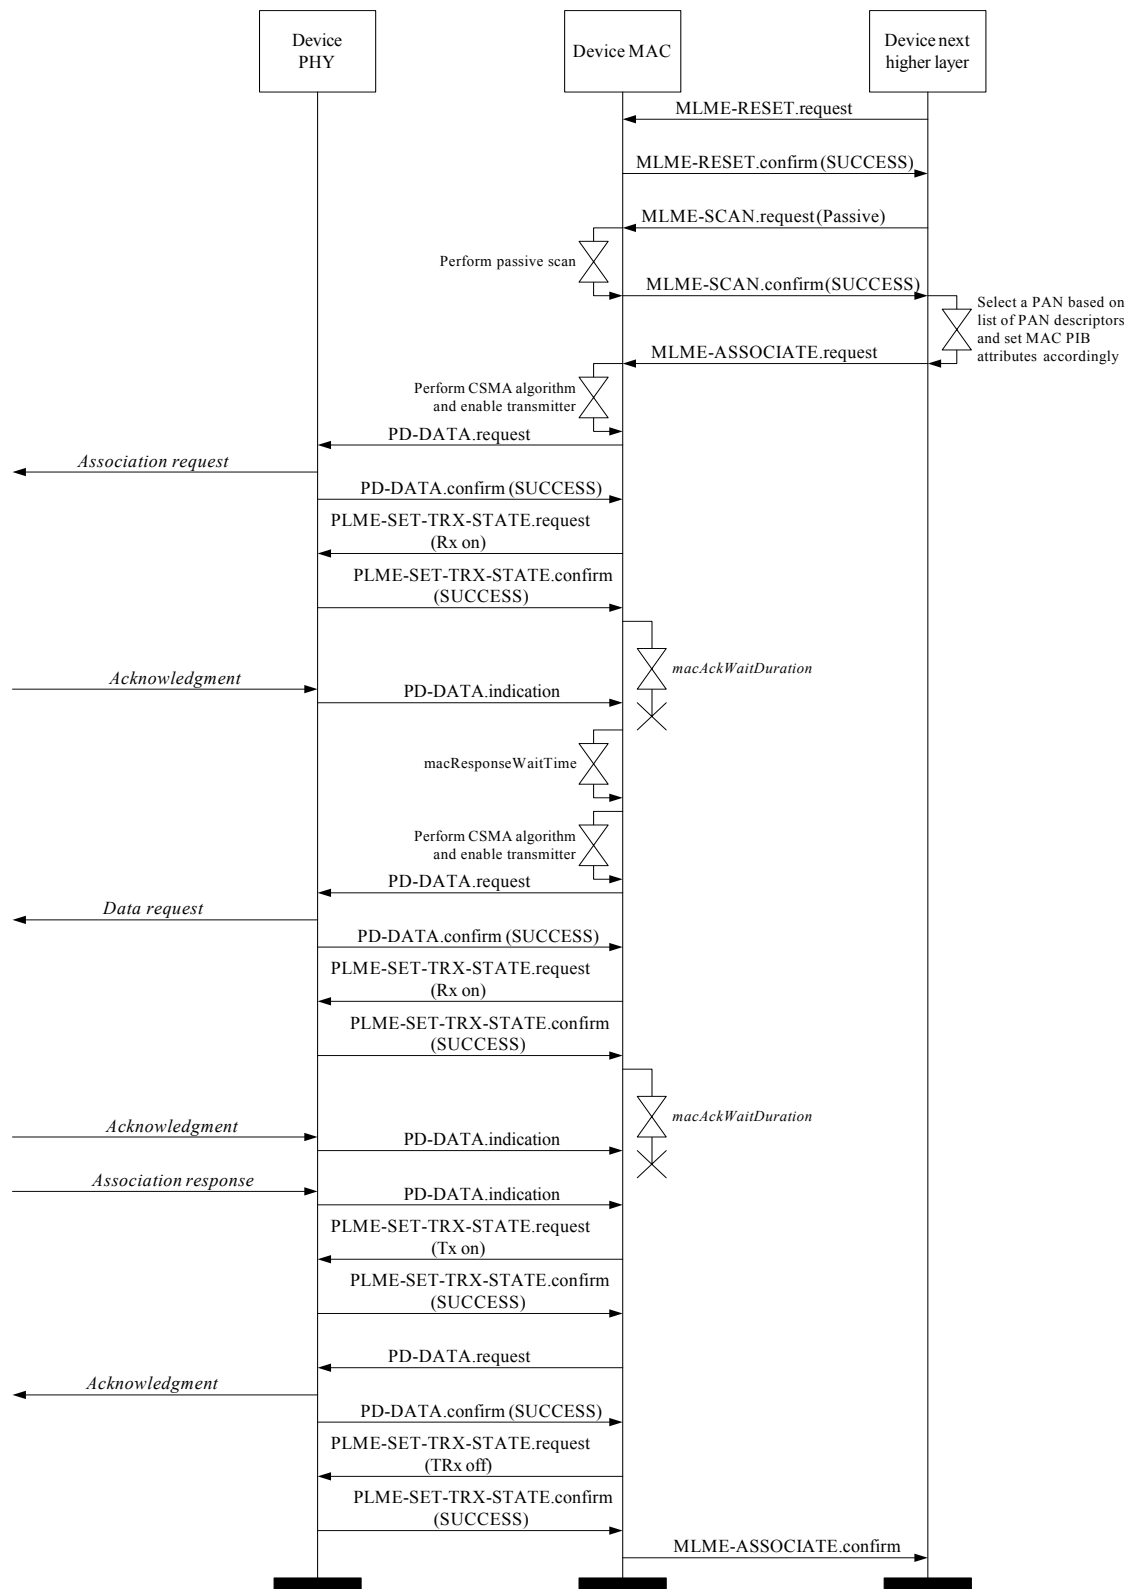 Device
PHY
Device MAC
Device next
higher layer
MLME-RESET.request
MLME-RESET.confirm (SUCCESS)
MLME-SCAN.request (Passive)
Perform passive scan
MLME-SCAN.confirm (SUCCESS)
Select a PAN based on
list of PAN descriptors
and set MAC PIB
attributes accordingly
MLME-ASSOCIATE.request
Perform CSMA algorithm
and enable transmitter
PD-DATA.request
Association request
PD-DATA.confirm (SUCCESS)
PLME-SET-TRX-STATE.request
(Rx on)
PLME-SET-TRX-STATE.confirm
(SUCCESS)
macAckWaitDuration
Acknowledgment
PD-DATA.indication
macResponseWaitTime
Perform CSMA algorithm
and enable transmitter
PD-DATA.request
Data request
PD-DATA.confirm (SUCCESS)
PLME-SET-TRX-STATE.request
(Rx on)
PLME-SET-TRX-STATE.confirm
(SUCCESS)
macAckWaitDuration
Acknowledgment
PD-DATA.indication
Association response
PD-DATA.indication
PLME-SET-TRX-STATE.request
(Tx on)
PLME-SET-TRX-STATE.confirm
(SUCCESS)
PD-DATA.request
Acknowledgment
PD-DATA.confirm (SUCCESS)
PLME-SET-TRX-STATE.request
(TRx off)
PLME-SET-TRX-STATE.confirm
(SUCCESS)
MLME-ASSOCIATE.confirm